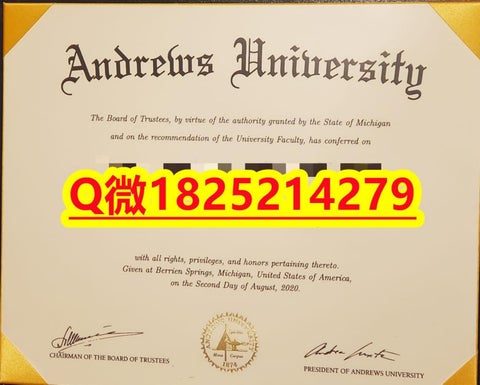 Andrews University
The Board of Trustees, by virtue of the authority granted by the State of Michigan
and on the recommendation of the University Faculty, has conferred on
Q微1825214279
with all rights, privileges, and honors pertaining thereto.
Given at Berrien Springs, Michigan, United States of America,
on the Second Day of August, 2020.
CHAIRMAN OF THE BOARD OF TRUSTEES
1874
PRESIDENT OF ANDREWS UNIVERSITY